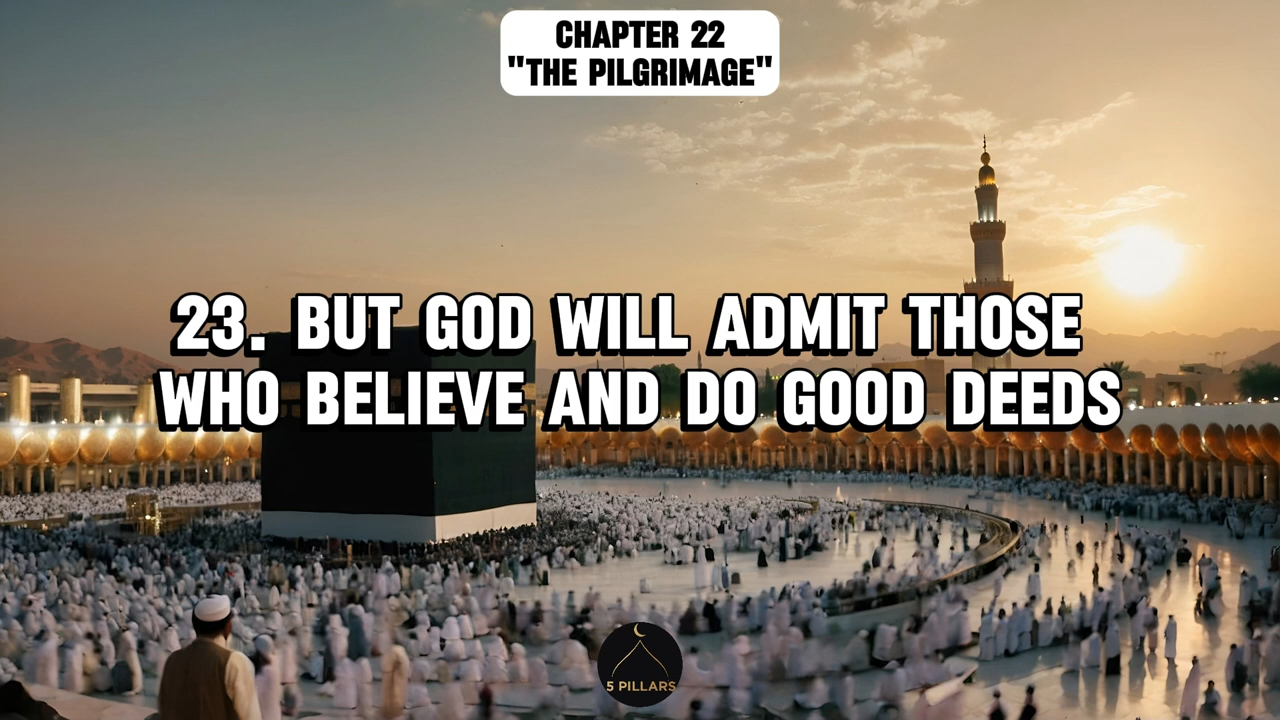 CHAPTER 22
"THE PILGRIMAGE"
23. BUT GOD WILL ADMIT THOSE
WHO BELIEVE AND DO GOOD DEEDS
5 PILLARS